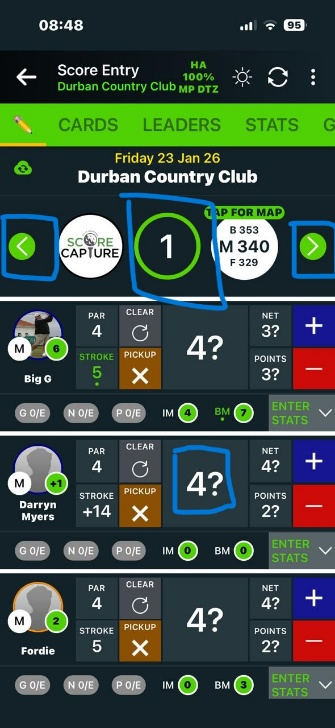 08:48
95
Score Entry
Durban Country Club
HA
100%
MP DTZ
CARDS LEADERS STATS G
Friday 23 Jan 26
Durban Country Club
SCORE
CAPTURE
1
TAP FOR MAP
B 353
M 340
F 329
PAR
4
CLEAR
4?
NET
3?
+
STROKE
5
PICKUP
POINTS
3?
−
M
6
Big G
G 0/E N 0/E P 0/E IM 4 BM 7 ENTER
STATS
PAR
4
CLEAR
4?
NET
4?
+
STROKE
+14
PICKUP
POINTS
2?
−
M
+1
Darryn
Myers
G 0/E N 0/E P 0/E IM 0 BM 0 ENTER
STATS
PAR
4
CLEAR
4?
NET
4?
+
STROKE
5
PICKUP
POINTS
2?
−
M
2
Fordie
G 0/E N 0/E P 0/E IM 0 BM 3 ENTER
STATS